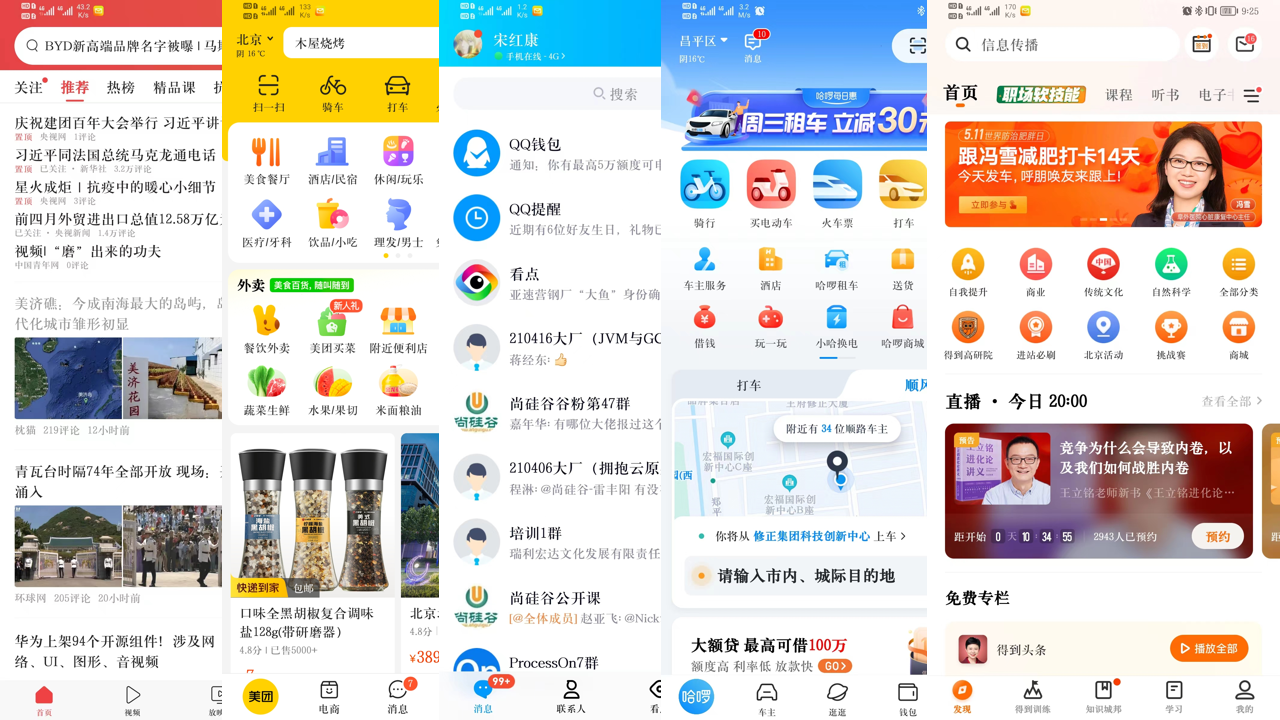 43.2 K/s
BYD新高端品牌名字被曝 | 马斯
关注
推荐
热榜
精品课
庆祝建团百年大会举行 习近平讲
置顶 央视网 1评论
习近平同法国总统马克龙通电话
置顶 已关注 · 新华社 3.2万评论
星火成炬 | 抗疫中的暖心小细节
置顶 央视网 3评论
前四月外贸进出口总值12.58万亿
已关注 · 央视新闻 1.4万评论
视频|“磨”出来的功夫
中国青年网 0评论
美济礁：今成南海最大的岛屿，岛
代化城市雏形初显
美济花园
枕猫 219评论 12小时前
青瓦台时隔74年全部开放 现场：
涌入
环球网 205评论 20小时前
华为上架94个开源组件！涉及网
络、UI、图形、音视频
首页
视频
放映
133 K/s
北京
阴 16℃
木屋烧烤
扫一扫
骑车
打车
美食餐厅
酒店/民宿
休闲/玩乐
医疗/牙科
饮品/小吃
理发/男士
外卖
美食百货, 随叫随到
新人礼
餐饮外卖
美团买菜
附近便利店
蔬菜生鲜
水果/果切
米面粮油
海盐
黑胡椒
黑胡椒
美式
黑胡椒
快递到家
包邮
口味全黑胡椒复合调味
盐128g(带研磨器)
4.8分 | 已售5000+
北京
4.8分
¥389
美团
电商
消息
7
1.2 K/s
宋红康
手机在线 - 4G
搜索
QQ钱包
通知：你有最高5万额度可申
QQ提醒
近期有6位好友生日，礼物已
看点
亚速营钢厂“大鱼”身份确
210416大厂（JVM与GC
蒋经东:
尚硅谷
尚硅谷谷粉第47群
嘉年华: 有哪位大佬报过这个
210406大厂（拥抱云原
程淋: @尚硅谷-雷丰阳 有没
培训1群
瑞利宏达文化发展有限责任
尚硅谷
尚硅谷公开课
[@全体成员] 赵亚飞: @Nick
On
ProcessOn7群
99+
消息
联系人
看
3.2 M/s
昌平区
阴16℃
10
消息
哈啰每日惠
周三租车 立减30元
骑行
买电动车
火车票
打车
车主服务
酒店
哈啰租车
送货
借钱
玩一玩
小哈换电
哈啰商城
打车
顺风
王府修正大厦
附近有 34 位顺路车主
宏福国际创
新中心C座
郑
平
宏福国际创
新中心B座
你将从 修正集团科技创新中心 上车
请输入市内、城际目的地
大额贷 最高可借100万
额度高 利率低 放款快 GO
哈啰
车主
逛逛
钱包
170 K/s
9:25
信息传播
签到
16
首页
职场软技能
课程
听书
电子书
5.11世界防治肥胖日
跟冯雪减肥打卡14天
今天发车，呼朋唤友来跟上！
立即参与
冯雪
阜外医院心脏康复中心主任
自我提升
商业
中国
传统文化
自然科学
全部分类
得到高研院
进站必刷
北京活动
挑战赛
商城
直播 · 今日 20:00
查看全部
预告
王立铭
进化论
讲义
竞争为什么会导致内卷，以
及我们如何战胜内卷
王立铭老师新书《王立铭进化论…
距开始 0 天 10 : 34 : 55
2943人已预约
预约
免费专栏
得到头条
播放全部
发现
得到训练
知识城邦
学习
我的